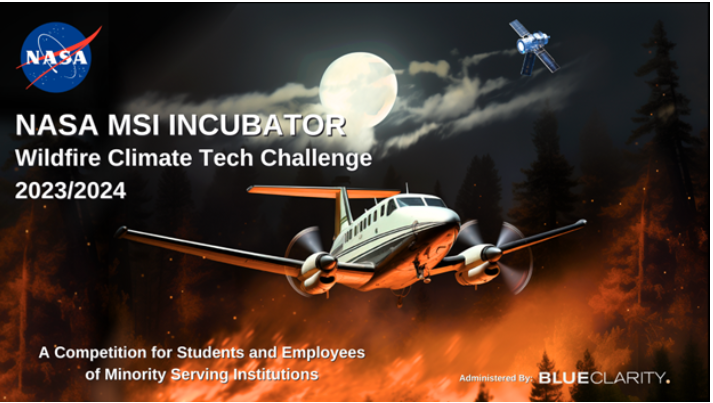 NASA
NASA MSI INCUBATOR
Wildfire Climate Tech Challenge
2023/2024
A Competition for Students and Employees
of Minority Serving Institutions
Administered By: BLUECLARITY.